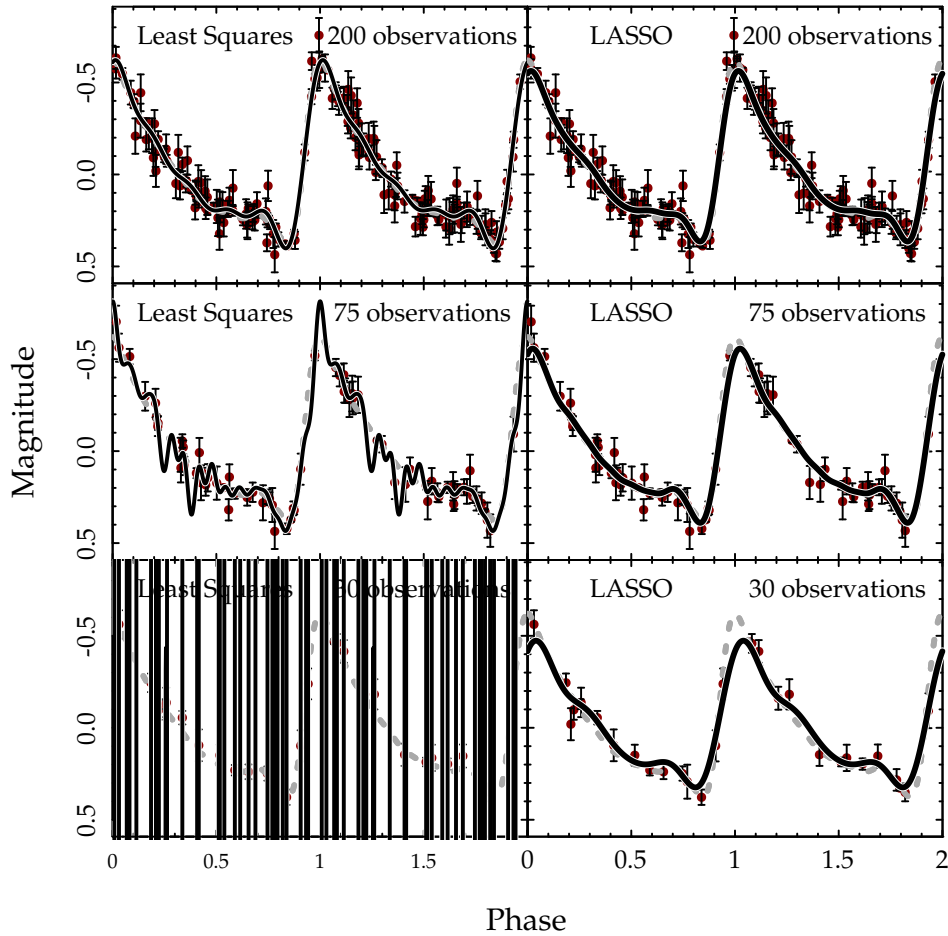 Least Squares 200 observations
LASSO 200 observations
-0.5
0.0
0.5
Least Squares 75 observations
LASSO 75 observations
-0.5
0.0
0.5
Magnitude
Least Squares 30 observations
LASSO 30 observations
-0.5
0.0
0.5
0 0.5 1 1.5
0 0.5 1 1.5 2
Phase